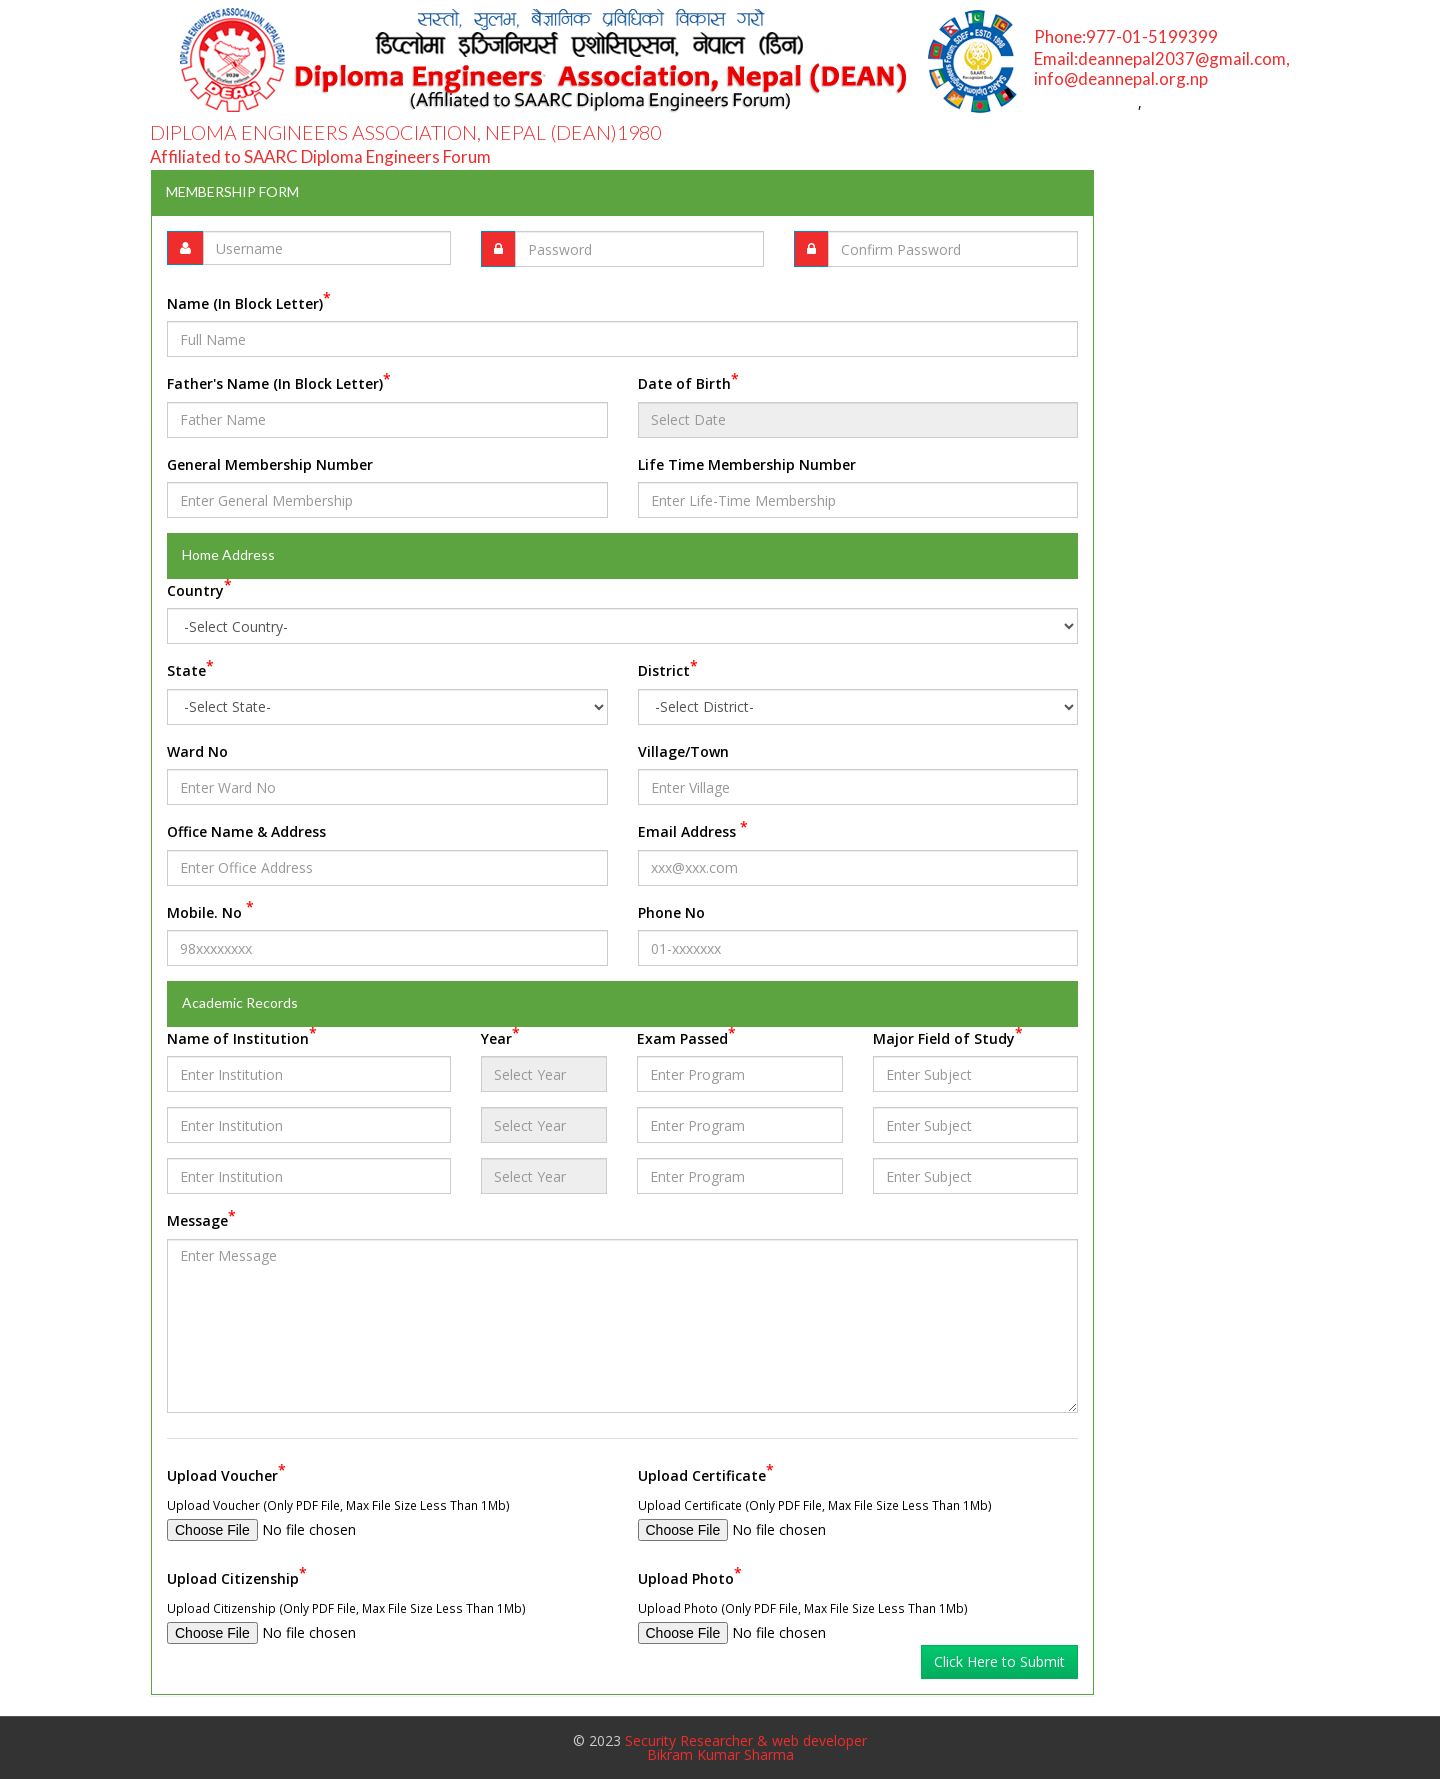 सस्तो, सुलभ, बैज्ञानिक प्रविधिको विकास गरौं
डिप्लोमा इञ्जिनियर्स एशोसिएसन, नेपाल (डिन)
Diploma Engineers Association, Nepal (DEAN)
(Affiliated to SAARC Diploma Engineers Forum)
DIPLOMA ENGINEERS ASSOCIATION, NEPAL (DEAN)
DEAN
Phone:977-01-5199399
Email:deannepal2037@gmail.com,
info@deannepal.org.np
,
DIPLOMA ENGINEERS ASSOCIATION, NEPAL (DEAN)1980
Affiliated to SAARC Diploma Engineers Forum
MEMBERSHIP FORM
Username Password Confirm Password
Name (In Block Letter)*
Full Name
Father's Name (In Block Letter)* Date of Birth*
Father Name Select Date
General Membership Number Life Time Membership Number
Enter General Membership Enter Life-Time Membership
Home Address
Country*
-Select Country-
State* District*
-Select State- -Select District-
Ward No Village/Town
Enter Ward No Enter Village
Office Name & Address Email Address *
Enter Office Address xxx@xxx.com
Mobile. No * Phone No
98xxxxxxxx 01-xxxxxxx
Academic Records
Name of Institution* Year* Exam Passed* Major Field of Study*
Enter Institution Select Year Enter Program Enter Subject
Enter Institution Select Year Enter Program Enter Subject
Enter Institution Select Year Enter Program Enter Subject
Message*
Enter Message
Upload Voucher* Upload Certificate*
Upload Voucher (Only PDF File, Max File Size Less Than 1Mb) Upload Certificate (Only PDF File, Max File Size Less Than 1Mb)
Choose File No file chosen Choose File No file chosen
Upload Citizenship* Upload Photo*
Upload Citizenship (Only PDF File, Max File Size Less Than 1Mb) Upload Photo (Only PDF File, Max File Size Less Than 1Mb)
Choose File No file chosen Choose File No file chosen
Click Here to Submit
© 2023 Security Researcher & web developer
Bikram Kumar Sharma